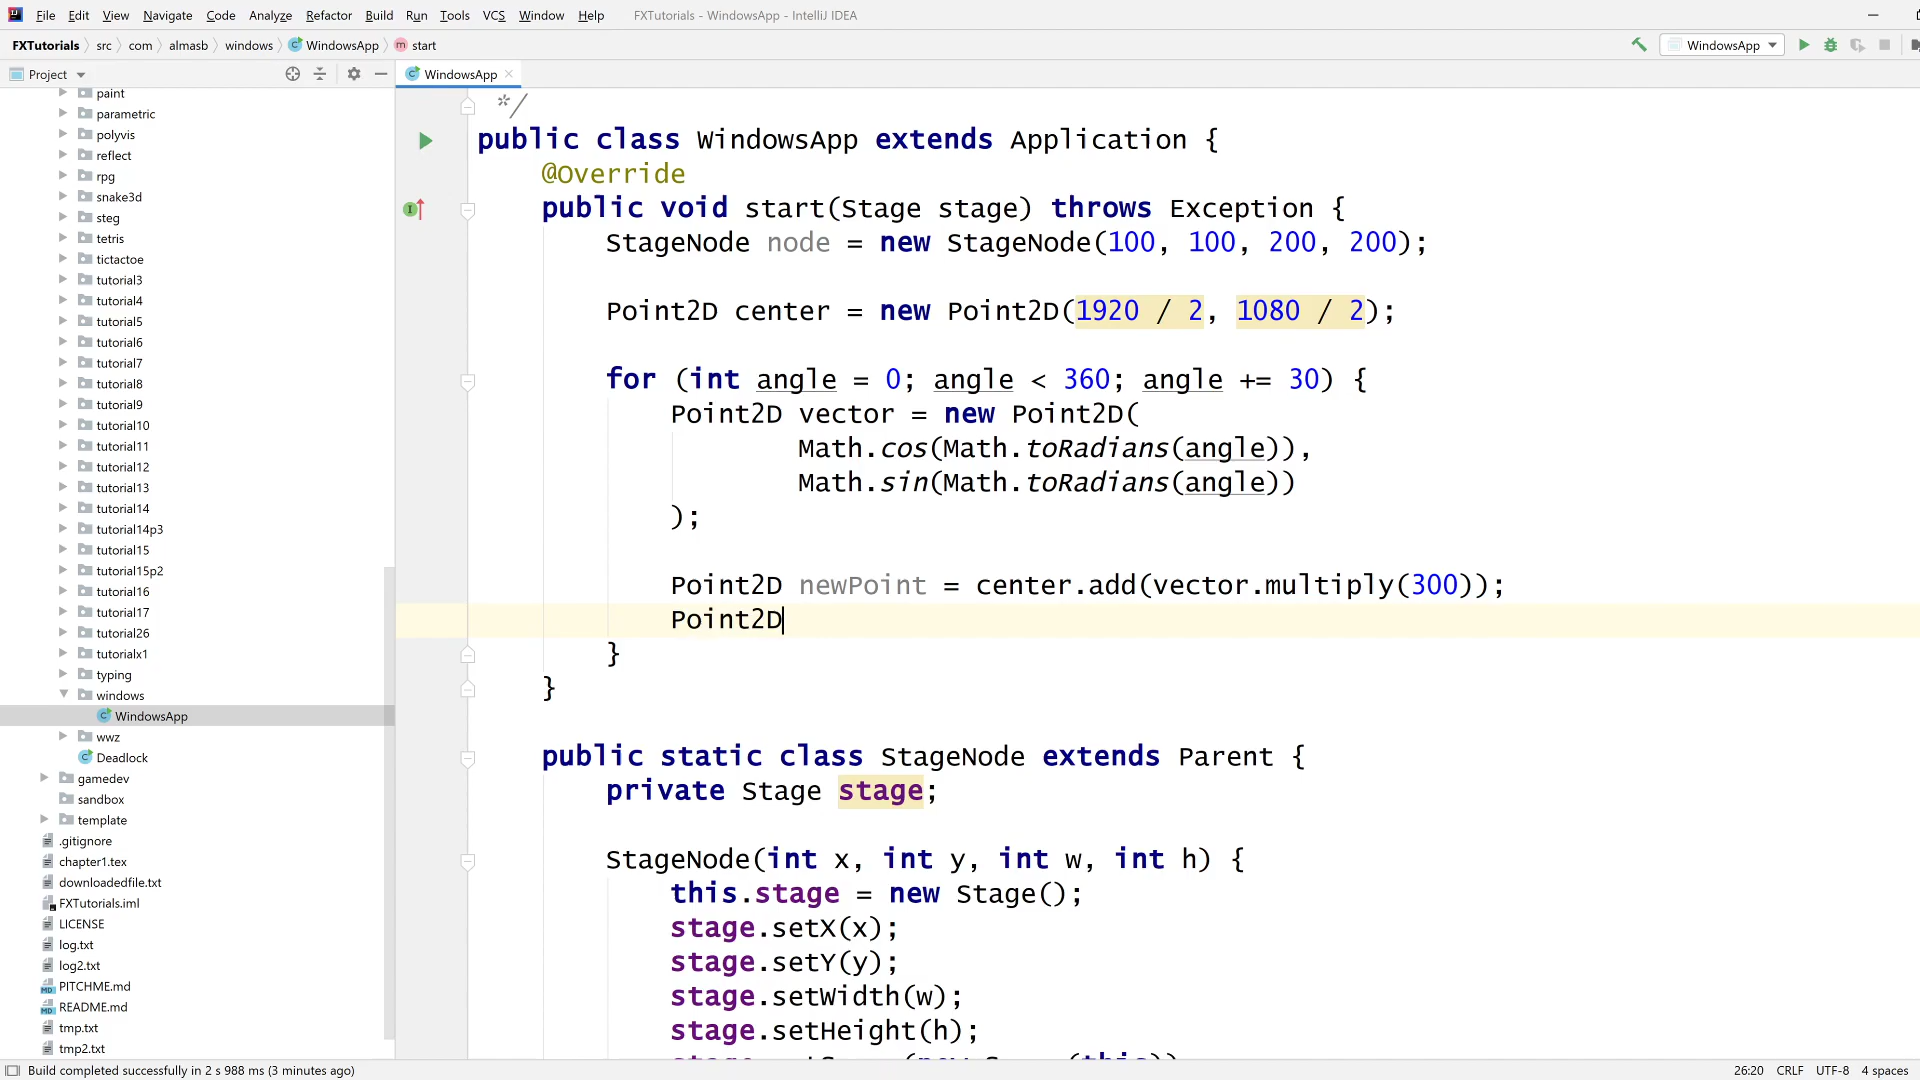 File Edit View Navigate Code Analyze Refactor Build Run Tools VCS Window Help FXTutorials - WindowsApp - IntelliJ IDEA
FXTutorials src com almasb windows WindowsApp start WindowsApp
Project
WindowsApp
paint
parametric
polyvis
reflect
rpg
snake3d
steg
tetris
tictactoe
tutorial3
tutorial4
tutorial5
tutorial6
tutorial7
tutorial8
tutorial9
tutorial10
tutorial11
tutorial12
tutorial13
tutorial14
tutorial14p3
tutorial15
tutorial15p2
tutorial16
tutorial17
tutorial26
tutorialx1
typing
windows
WindowsApp
wwz
Deadlock
gamedev
sandbox
template
.gitignore
chapter1.tex
downloadedfile.txt
FXTutorials.iml
LICENSE
log.txt
log2.txt
PITCHME.md
README.md
tmp.txt
tmp2.txt
*/
public class WindowsApp extends Application {
@Override
public void start(Stage stage) throws Exception {
StageNode node = new StageNode(100, 100, 200, 200);
Point2D center = new Point2D(1920 / 2, 1080 / 2);
for (int angle = 0; angle < 360; angle += 30) {
Point2D vector = new Point2D(
Math.cos(Math.toRadians(angle)),
Math.sin(Math.toRadians(angle))
);
Point2D newPoint = center.add(vector.multiply(300));
Point2D
}
}
public static class StageNode extends Parent {
private Stage stage;
StageNode(int x, int y, int w, int h) {
this.stage = new Stage();
stage.setX(x);
stage.setY(y);
stage.setWidth(w);
stage.setHeight(h);
Build completed successfully in 2 s 988 ms (3 minutes ago) 26:20 CRLF UTF-8 4 spaces